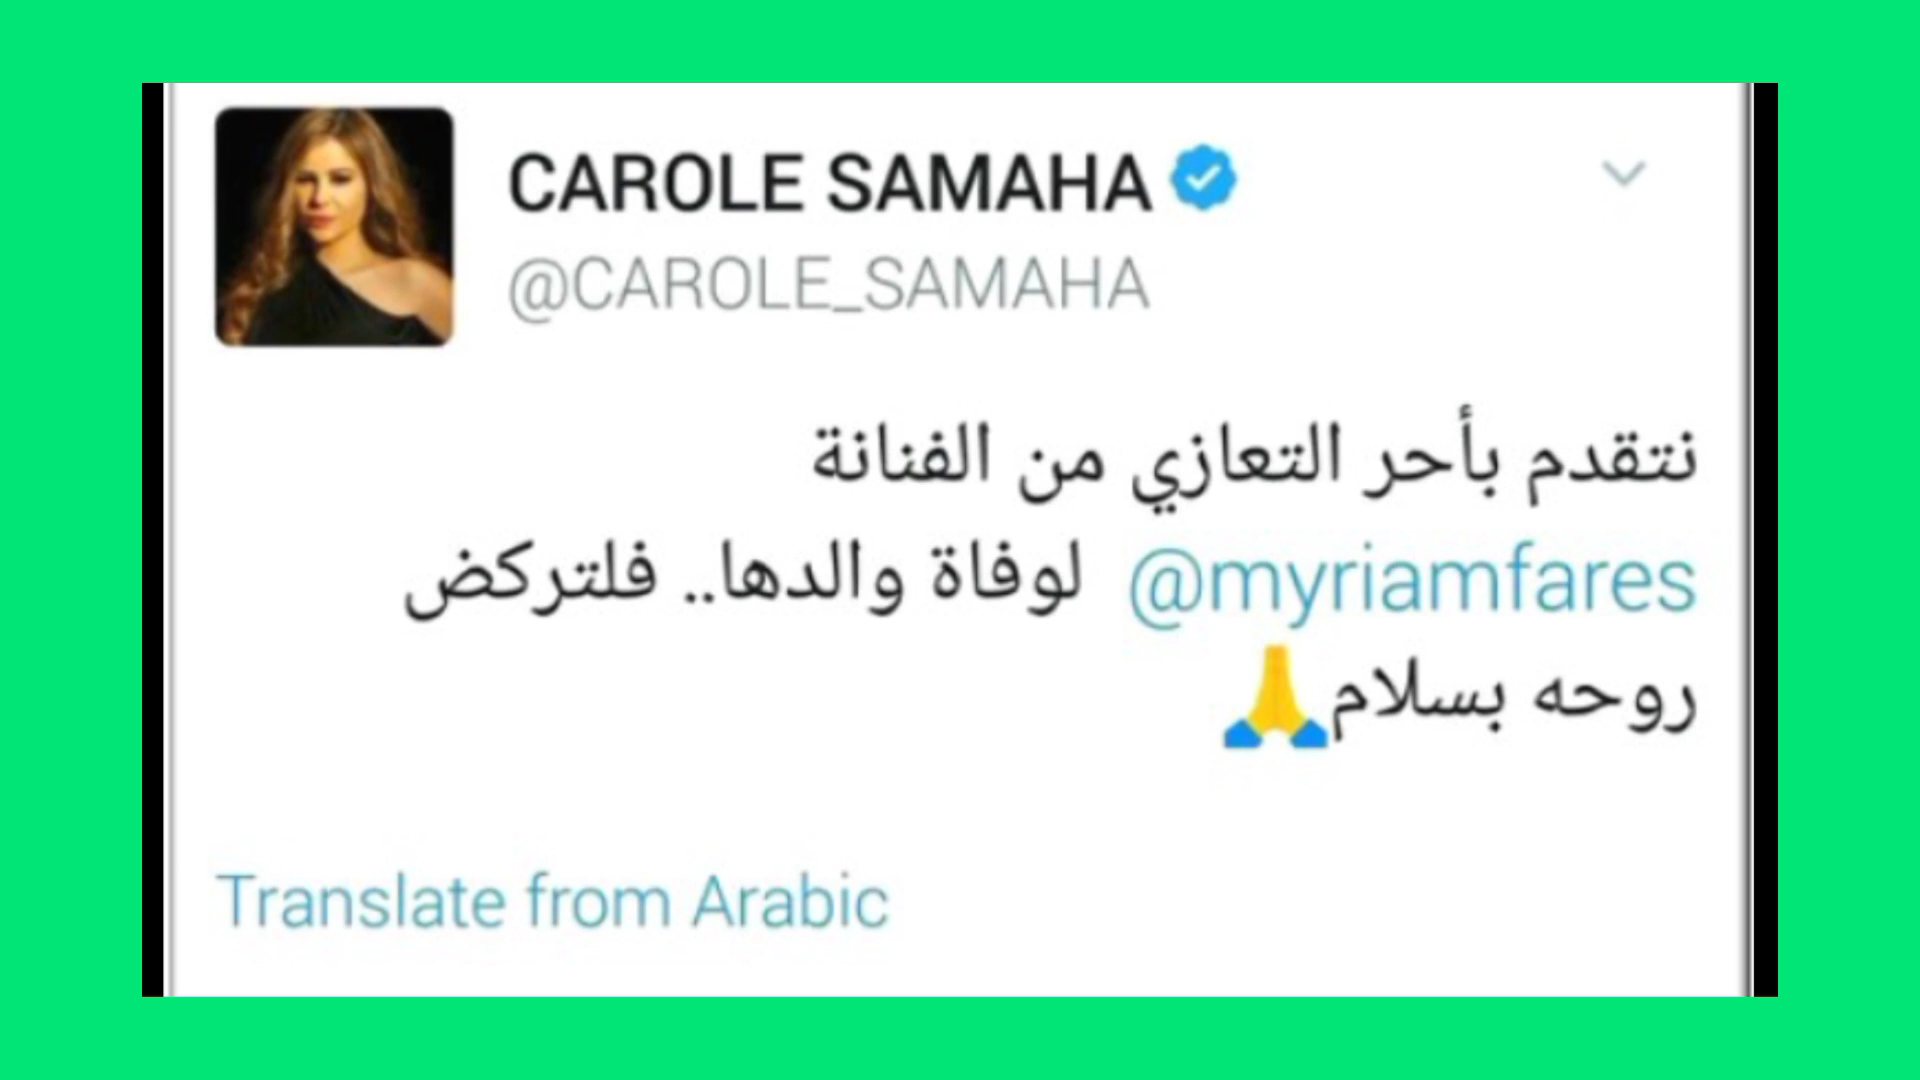 CAROLE SAMAHA
@CAROLE_SAMAHA
نتقدم بأحر التعازي من الفنانة
@myriamfares لوفاة والدها.. فلتركض
روحه بسلام🙏
Translate from Arabic